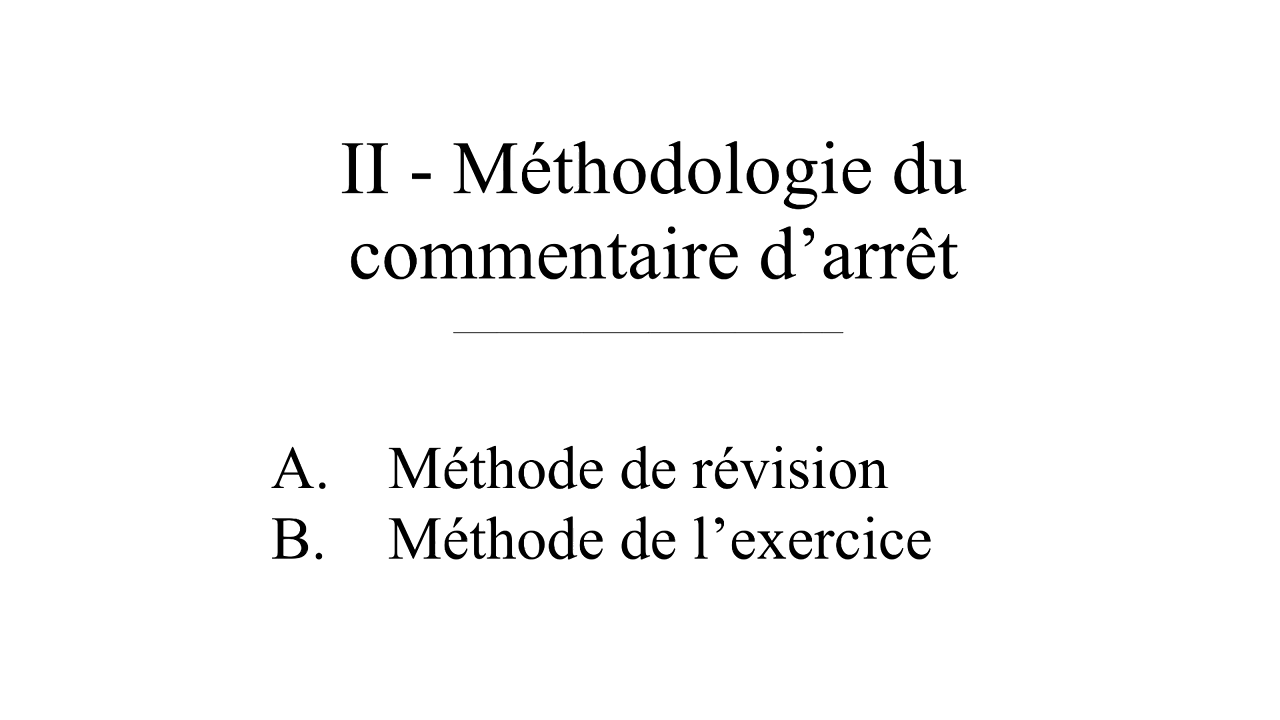 II - Méthodologie du
commentaire d’arrêt
A. Méthode de révision
B. Méthode de l’exercice